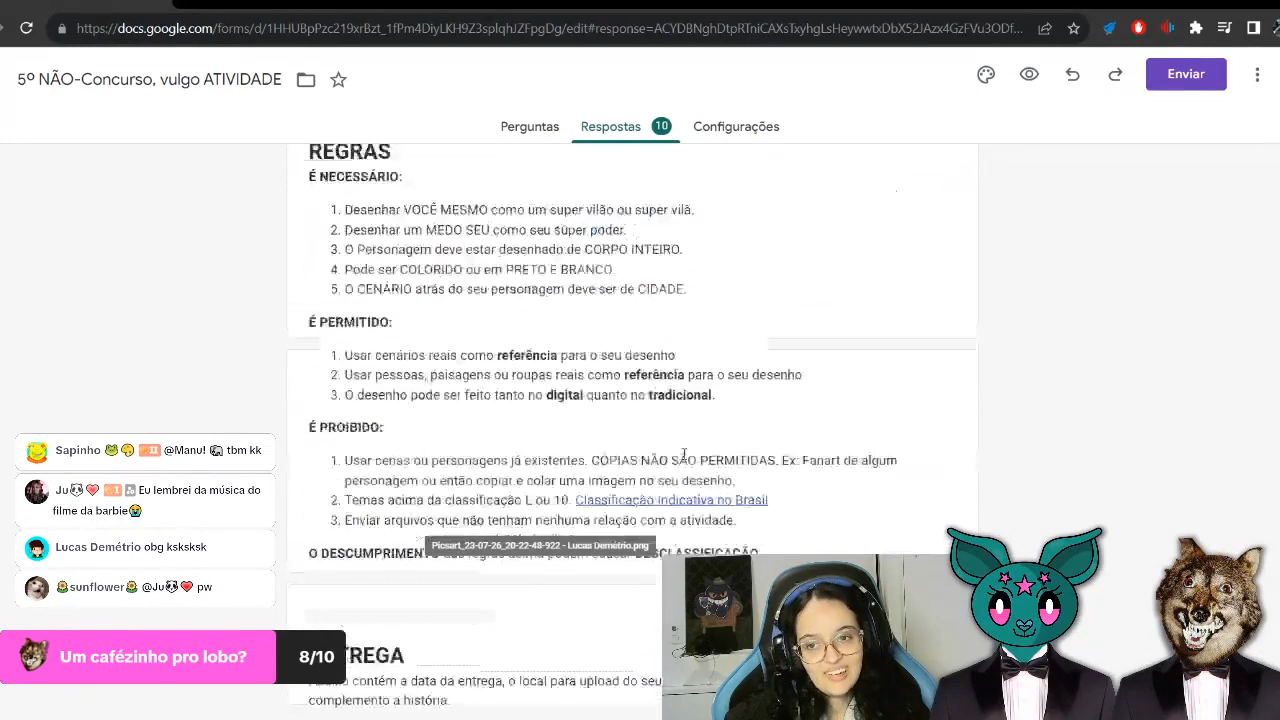 https://docs.google.com/forms/d/1HHUBpPzc219xrBzt_1fPm4DiyLKH9Z3splqhJZFpgDg/edit#response=ACYDBNghDtpRTniCAXsTxyhgLsHeywwtxDbX52JAzx4GzFVu3ODf...
5º NÃO-Concurso, vulgo ATIVIDADE
Enviar
Perguntas
Respostas 10
Configurações
REGRAS
É NECESSÁRIO:
1. Desenhar VOCÊ MESMO como um super vilão ou super vilã.
2. Desenhar um MEDO SEU como seu super poder.
3. O Personagem deve estar desenhado de CORPO INTEIRO.
4. Pode ser COLORIDO ou em PRETO E BRANCO.
5. O CENÁRIO atrás do seu personagem deve ser de CIDADE.
É PERMITIDO:
1. Usar cenários reais como referência para o seu desenho
2. Usar pessoas, paisagens ou roupas reais como referência para o seu desenho
3. O desenho pode ser feito tanto no digital quanto no tradicional.
É PROIBIDO:
1. Usar cenas ou personagens já existentes. CÓPIAS NÃO SÃO PERMITIDAS. Ex: Fanart de algum
personagem ou então copiar e colar uma imagem no seu desenho,
2. Temas acima da classificação L ou 10. Classificação Indicativa no Brasil
3. Enviar arquivos que não tenham nenhuma relação com a atividade.
Picsart_23-07-26_20-22-48-922 - Lucas Demétrio.png
O DESCUMPRIMENTO DESCLASSIFICAÇÃO
TREGA
contém a data da entrega, o local para upload do seu
complemento a história.
Sapinho II @Manu! tbm kk
Ju I Eu lembrei da música do
filme da barbie
Lucas Demétrio obg ksksksk
sunflower @Ju pw
Um cafézinho pro lobo? 8/10